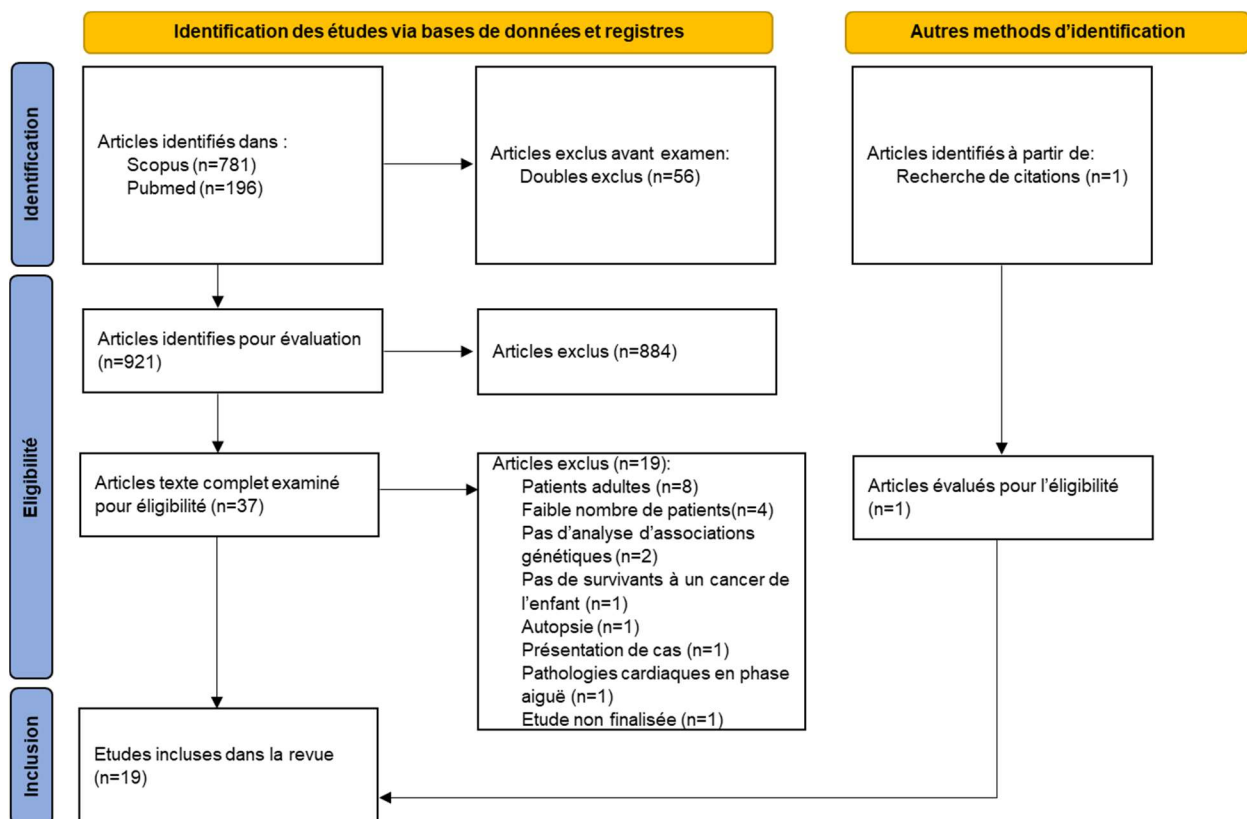 Identification des études via bases de données et registres
Autres methods d'identification
Identification
Articles identifiés dans :
Scopus (n=781)
Pubmed (n=196)
Articles exclus avant examen:
Doubles exclus (n=56)
Articles identifiés à partir de:
Recherche de citations (n=1)
Eligibilité
Articles identifies pour évaluation
(n=921)
Articles exclus (n=884)
Articles texte complet examiné
pour éligibilité (n=37)
Articles exclus (n=19):
Patients adultes (n=8)
Faible nombre de patients(n=4)
Pas d'analyse d'associations
génétiques (n=2)
Pas de survivants à un cancer de
l'enfant (n=1)
Autopsie (n=1)
Présentation de cas (n=1)
Pathologies cardiaques en phase
aiguë (n=1)
Etude non finalisée (n=1)
Articles évalués pour l'éligibilité
(n=1)
Inclusion
Etudes incluses dans la revue
(n=19)